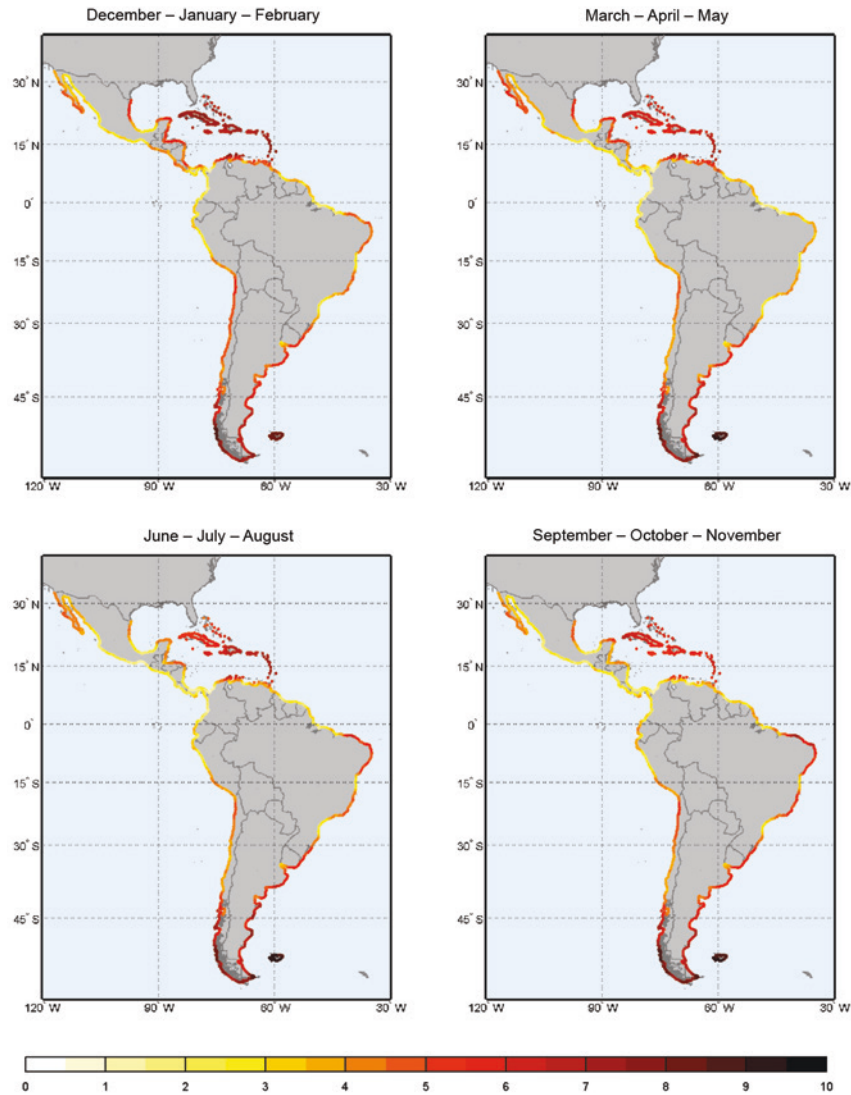 December – January – February
March – April – May
30° N
15° N
0°
15° S
30° S
45° S
120 W
90 W
60 W
30 W
30° N
15° N
0°
15° S
30° S
45° S
120 W
90 W
60 W
30 W
June – July – August
September – October – November
30° N
15° N
0°
15° S
30° S
45° S
120 W
90 W
60 W
30 W
30° N
15° N
0°
15° S
30° S
45° S
120 W
90 W
60 W
30 W
0 1 2 3 4 5 6 7 8 9 10